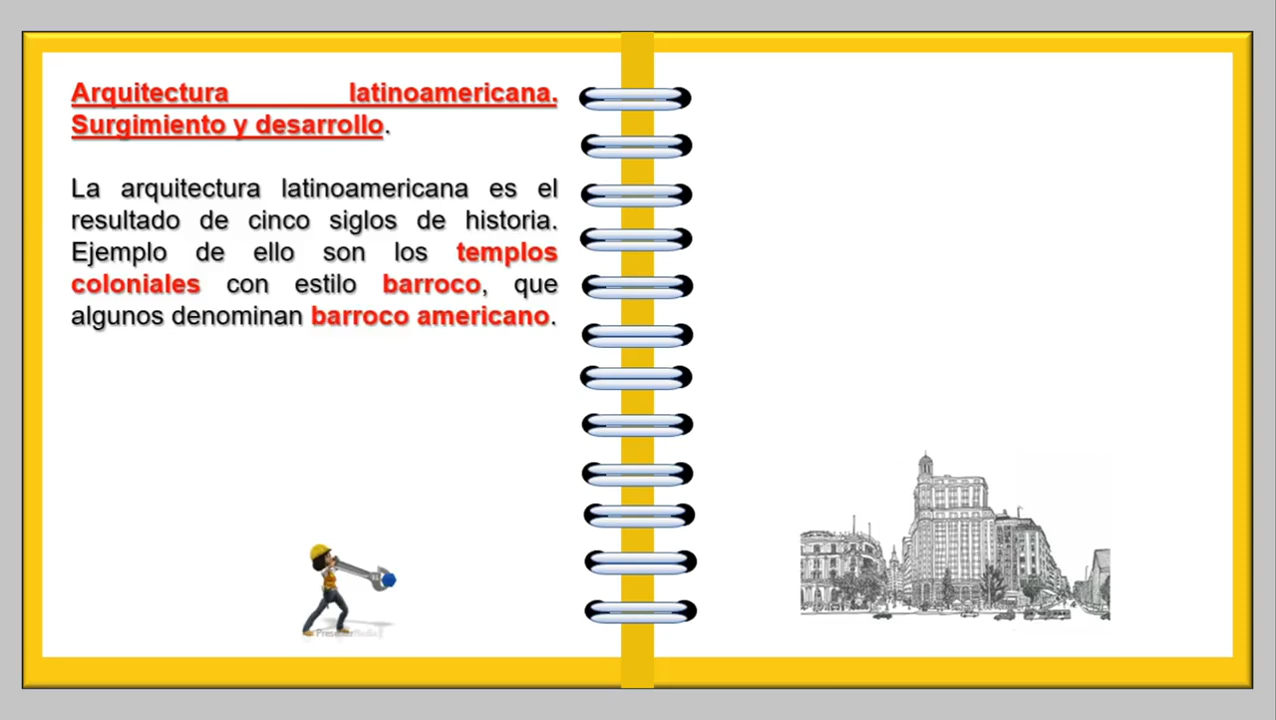 Arquitectura latinoamericana.
Surgimiento y desarrollo.
La arquitectura latinoamericana es el
resultado de cinco siglos de historia.
Ejemplo de ello son los templos
coloniales con estilo barroco, que
algunos denominan barroco americano.
PresenterMedia